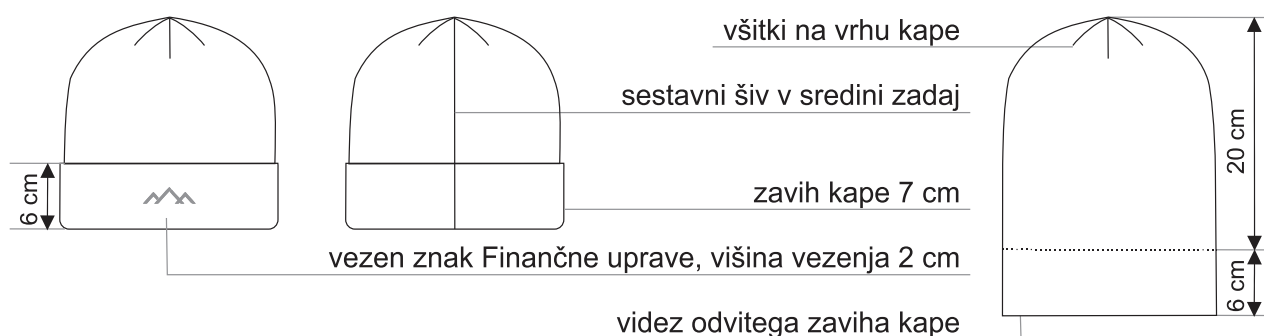 všitki na vrhu kape
sestavni šiv v sredini zadaj
20 cm
6 cm
zavih kape 7 cm
vezen znak Finančne uprave, višina vezenja 2 cm
6 cm
videz odvitega zaviha kape